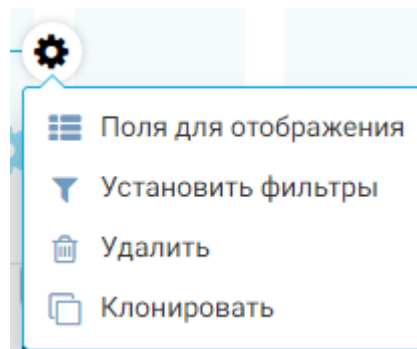 Поля для отображения
Установить фильтры
Удалить
Клонировать